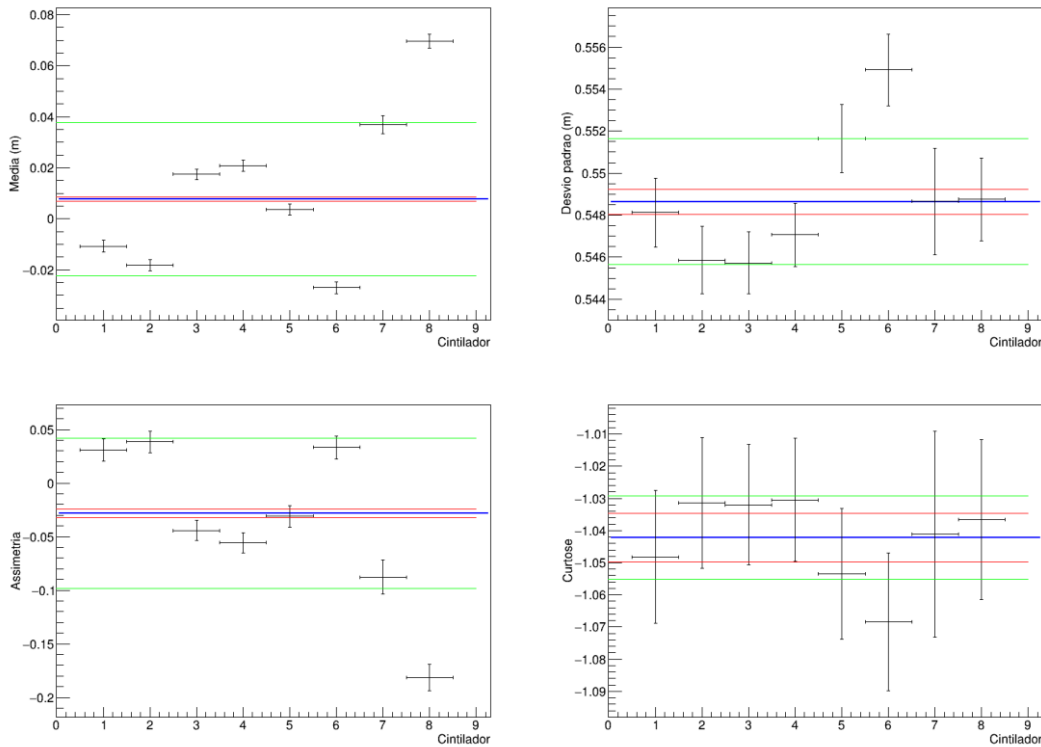 0.08
0.06
0.04
0.02
0
−0.02
Media (m)
0 1 2 3 4 5 6 7 8 9
Cintilador
0.556
0.554
0.552
0.55
0.548
0.546
0.544
Desvio padrao (m)
0 1 2 3 4 5 6 7 8 9
Cintilador
0.05
0
−0.05
−0.1
−0.15
−0.2
Assimetria
0 1 2 3 4 5 6 7 8 9
Cintilador
−1.01
−1.02
−1.03
−1.04
−1.05
−1.06
−1.07
−1.08
−1.09
Curtose
0 1 2 3 4 5 6 7 8 9
Cintilador